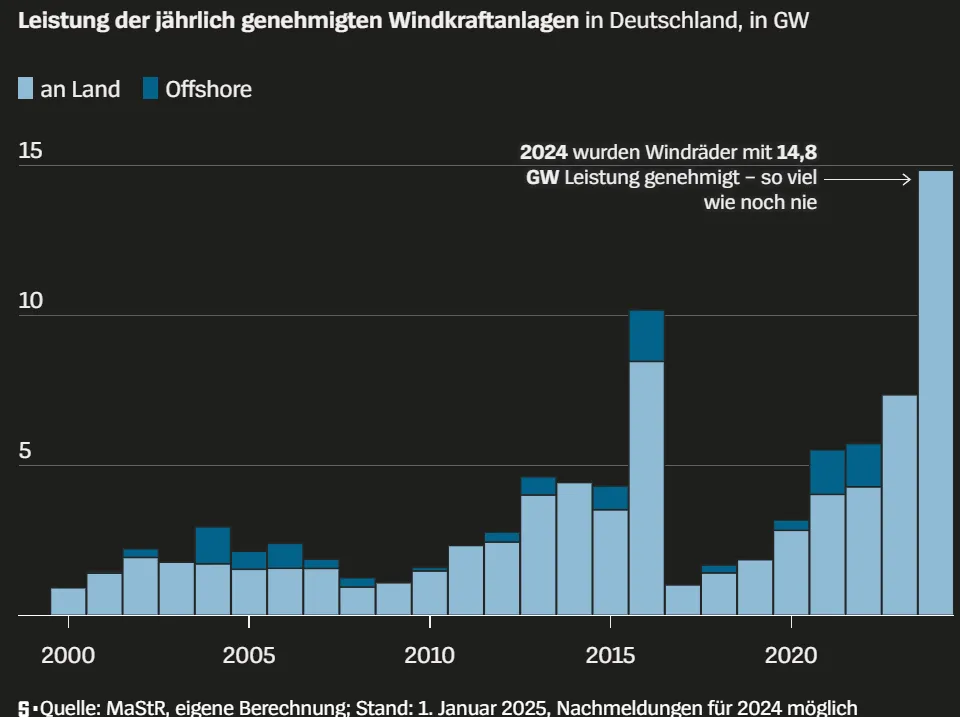 Leistung der jährlich genehmigten Windkraftanlagen in Deutschland, in GW
an Land Offshore
15
2024 wurden Windräder mit 14,8
GW Leistung genehmigt – so viel
wie noch nie
10
5
2000 2005 2010 2015 2020
S Quelle: MaStR, eigene Berechnung; Stand: 1. Januar 2025, Nachmeldungen für 2024 möglich